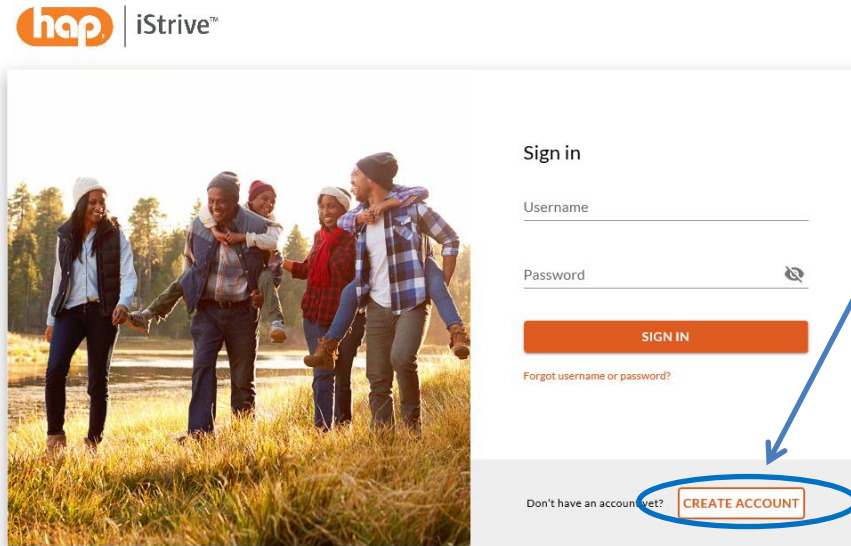 hap. iStrive™
Sign in
Username
Password
SIGN IN
Forgot username or password?
Don't have an account yet? CREATE ACCOUNT